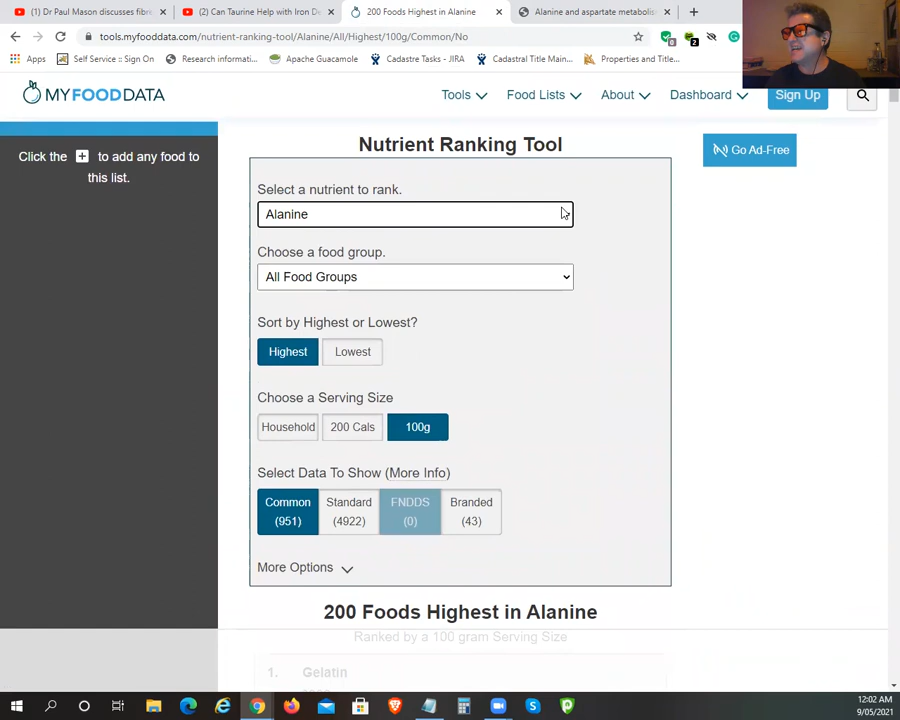 (1) Dr Paul Mason discusses fibr
(2) Can Taurine Help with Iron De
200 Foods Highest in Alanine
Alanine and aspartate metabolis
tools.myfooddata.com/nutrient-ranking-tool/Alanine/All/Highest/100g/Common/No
Apps
Self Service :: Sign On
Research informati...
Apache Guacamole
Cadastre Tasks - JIRA
Cadastral Title Main...
Properties and Title...
MYFOODDATA
Tools
Food Lists
About
Dashboard
Sign Up
Click the + to add any food to
this list.
Nutrient Ranking Tool
Go Ad-Free
Select a nutrient to rank.
Alanine
Choose a food group.
All Food Groups
Sort by Highest or Lowest?
Highest
Lowest
Choose a Serving Size
Household
200 Cals
100g
Select Data To Show (More Info)
Common
(951)
Standard
(4922)
FNDDS
(0)
Branded
(43)
More Options
200 Foods Highest in Alanine
Ranked by a 100 gram Serving Size
1. Gelatin
12:02 AM
9/05/2021